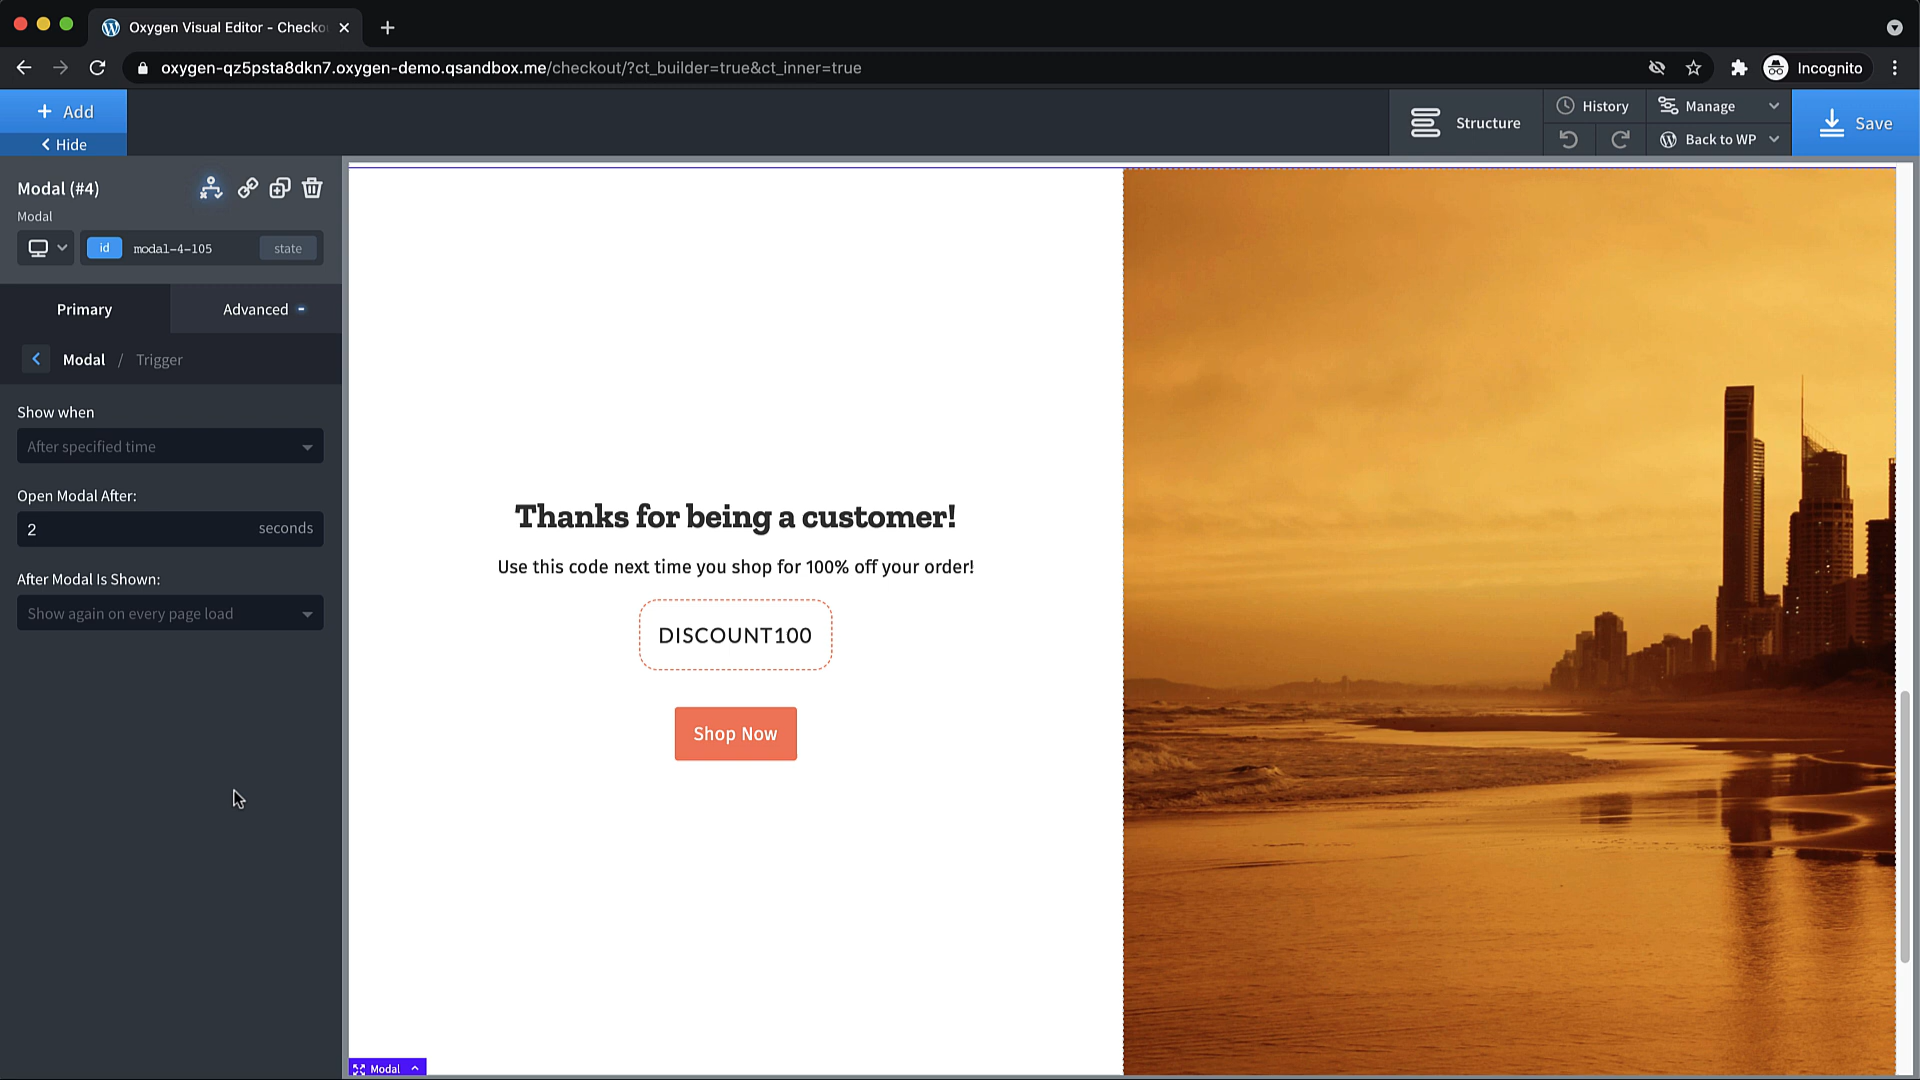 Oxygen Visual Editor - Checko
oxygen-qz5psta8dkn7.oxygen-demo.qsandbox.me/checkout/?ct_builder=true&ct_inner=true
Incognito
+ Add
Hide
Structure
History
Manage
Back to WP
Save
Modal (#4)
Modal
id modal-4-105 state
Primary
Advanced
Modal / Trigger
Show when
After specified time
Open Modal After:
2 seconds
After Modal Is Shown:
Show again on every page load
Thanks for being a customer!
Use this code next time you shop for 100% off your order!
DISCOUNT100
Shop Now
Modal